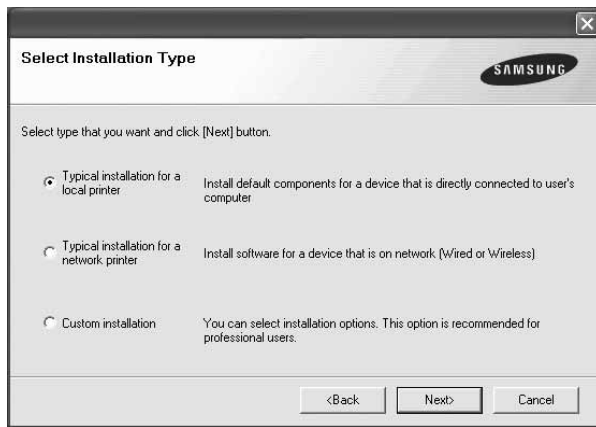 Select Installation Type
SAMSUNG
Select type that you want and click [Next] button.
Typical installation for a
local printer
Install default components for a device that is directly connected to user's
computer
Typical installation for a
network printer
Install software for a device that is on network (Wired or Wireless)
Custom installation
You can select installation options. This option is recommended for
professional users.
<Back
Next>
Cancel